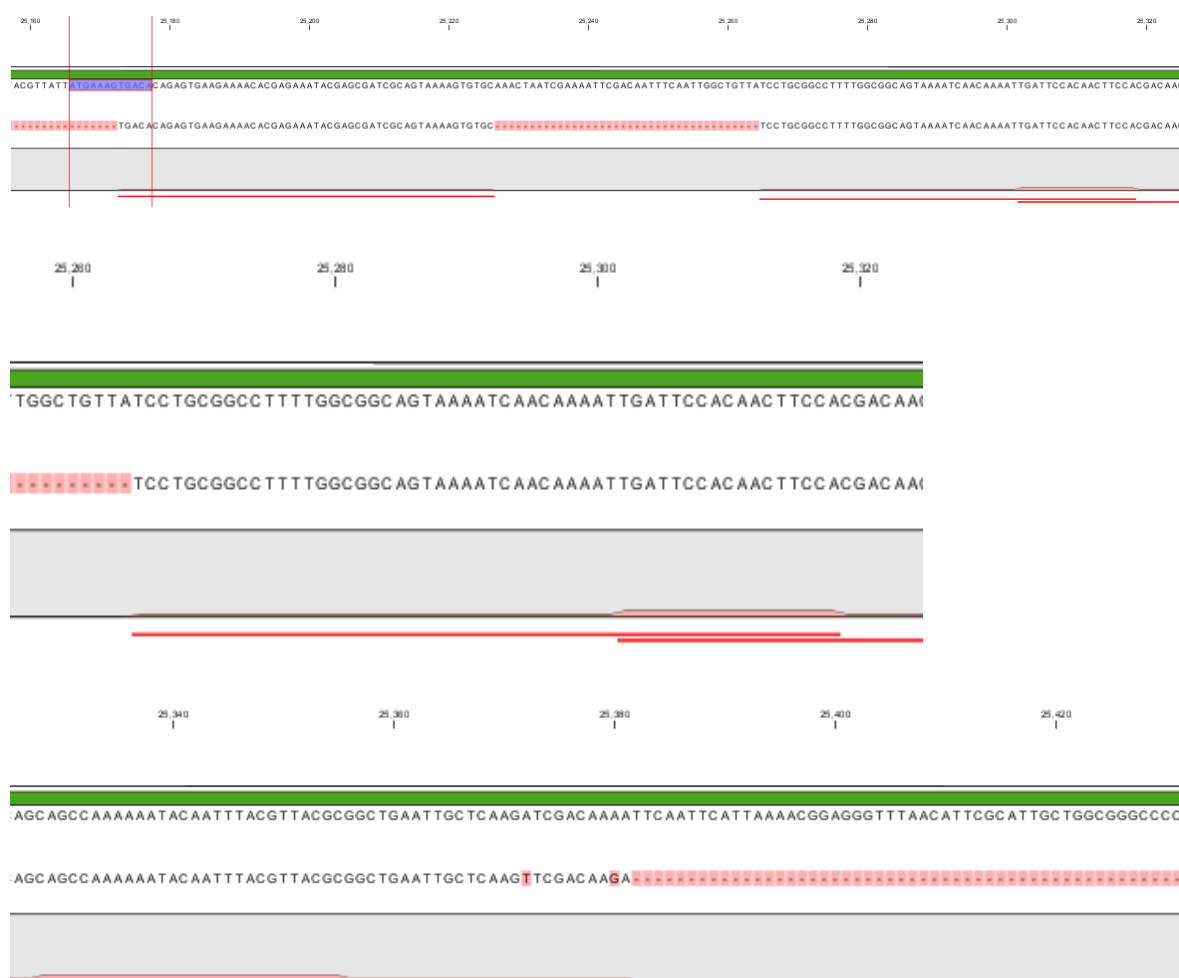 25,160 25,180 25,200 25,220 25,240 25,260 25,280 25,300 25,320
ACGTTATTATGAAAGTGACACAGAGTGAAGAAAACACGAGAAATACGAGCGATCGCAGTAAAAGTGTGCAAACTAATCGAAAATTCGACAATTTCAATTGGCTGTTATCCTGCGGCCTTTTGGCGGCAGTAAAATCAACAAAATTGATTCCACAACTTCCACGACAA
---------------TGACACAGAGTGAAGAAAACACGAGAAATACGAGCGATCGCAGTAAAAGTGTGC--------------------------------------TCCTGCGGCCTTTTGGCGGCAGTAAAATCAACAAAATTGATTCCACAACTTCCACGACAA
25,260 25,280 25,300 25,320
TGGCTGTTATCCTGCGGCCTTTTGGCGGCAGTAAAATCAACAAAATTGATTCCACAACTTCCACGACAA
---------TCCTGCGGCCTTTTGGCGGCAGTAAAATCAACAAAATTGATTCCACAACTTCCACGACAA
25,340 25,360 25,380 25,400 25,420
AGCAGCCAAAAAATACAATTTACGTTACGCGGCTGAATTGCTCAAGATCGACAAAATTCAATTCATTAAAACGGAGGGTTTAACATTCGCATTGCTGGCGGGCCCC
AGCAGCCAAAAAATACAATTTACGTTACGCGGCTGAATTGCTCAAGTTCGACAAGA--------------------------------------------------